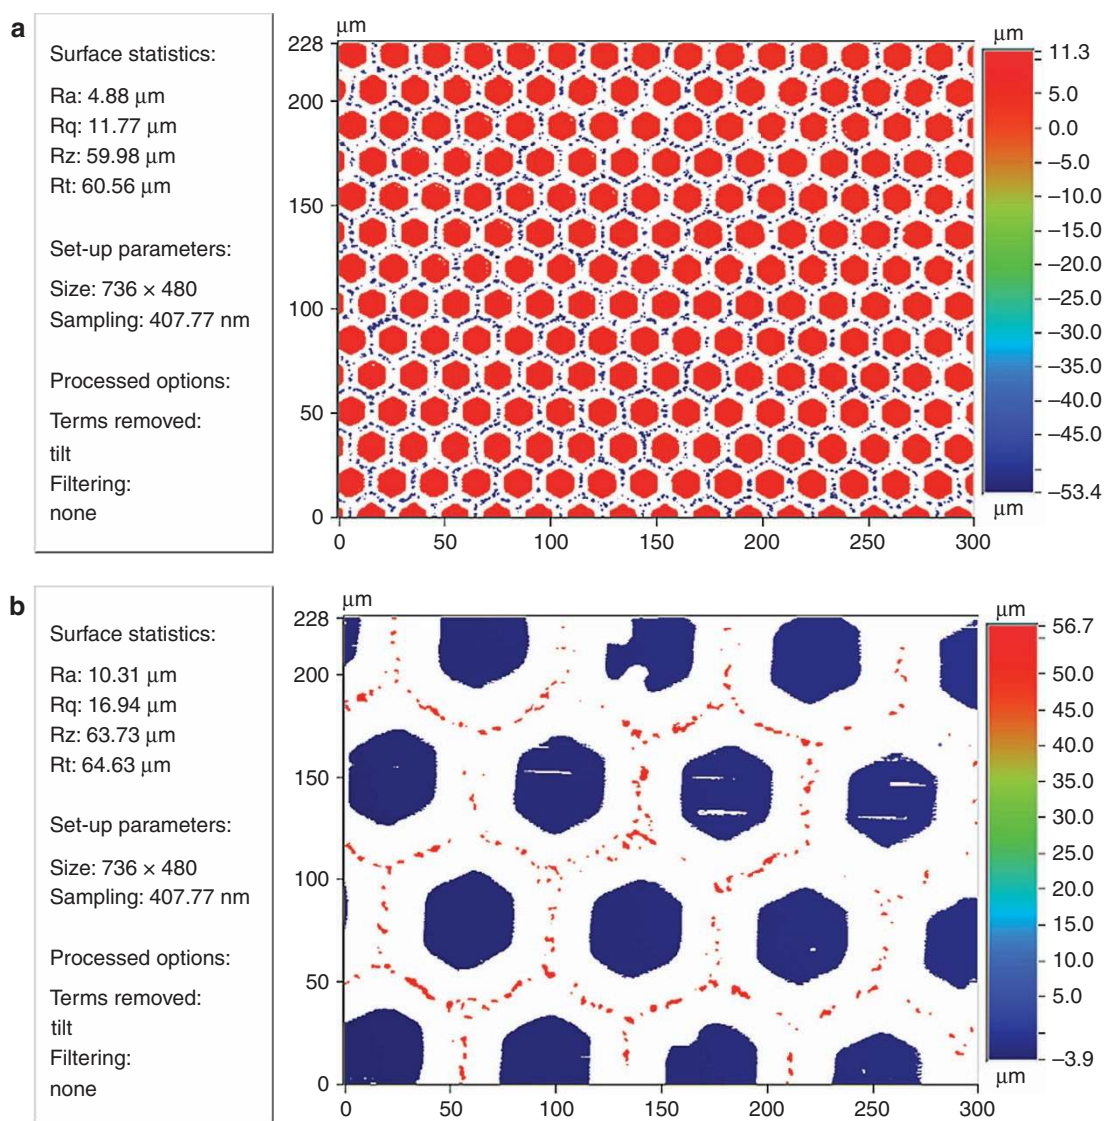 a
Surface statistics:
Ra: 4.88 μm
Rq: 11.77 μm
Rz: 59.98 μm
Rt: 60.56 μm
Set-up parameters:
Size: 736 × 480
Sampling: 407.77 nm
Processed options:
Terms removed:
tilt
Filtering:
none
μm
228
200
150
100
50
0
0 50 100 150 200 250 300
μm
11.3
5.0
0.0
–5.0
–10.0
–15.0
–20.0
–25.0
–30.0
–35.0
–40.0
–45.0
–53.4
μm
b
Surface statistics:
Ra: 10.31 μm
Rq: 16.94 μm
Rz: 63.73 μm
Rt: 64.63 μm
Set-up parameters:
Size: 736 × 480
Sampling: 407.77 nm
Processed options:
Terms removed:
tilt
Filtering:
none
μm
228
200
150
100
50
0
0 50 100 150 200 250 300
μm
56.7
50.0
45.0
40.0
35.0
30.0
25.0
20.0
15.0
10.0
5.0
–3.9
μm